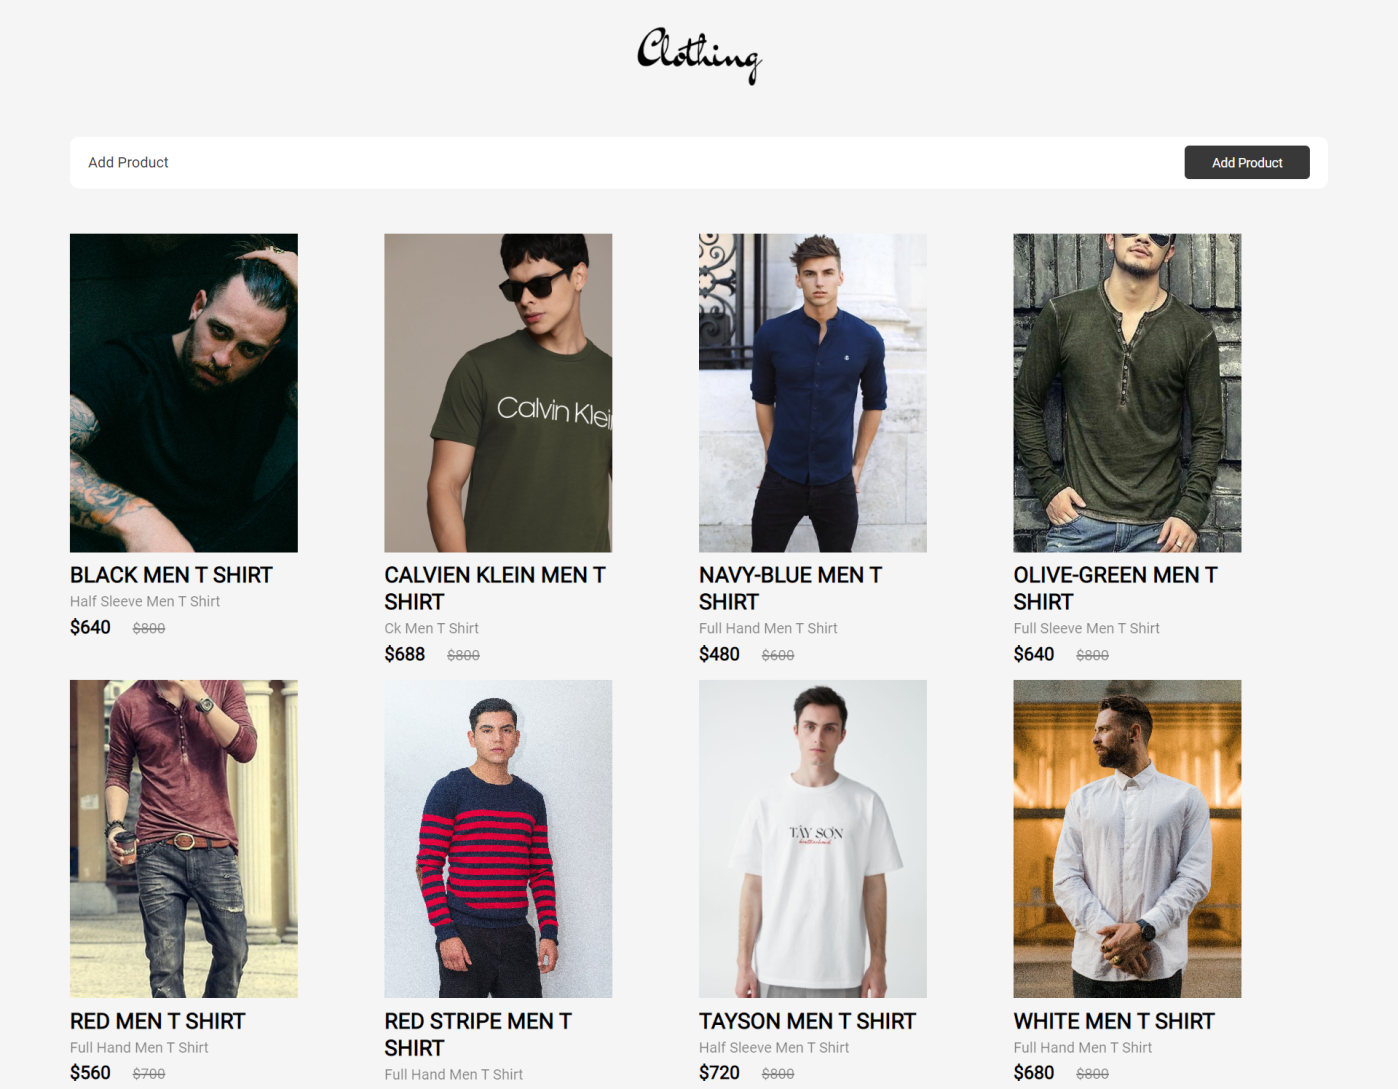 Clothing
Add Product
Add Product
Calvin Klei
BLACK MEN T SHIRT
Half Sleeve Men T Shirt
$640 $800
CALVIEN KLEIN MEN T
SHIRT
Ck Men T Shirt
$688 $800
NAVY-BLUE MEN T
SHIRT
Full Hand Men T Shirt
$480 $600
OLIVE-GREEN MEN T
SHIRT
Full Sleeve Men T Shirt
$640 $800
TÂY SƠN
RED MEN T SHIRT
Full Hand Men T Shirt
$560 $700
RED STRIPE MEN T
SHIRT
Full Hand Men T Shirt
TAYSON MEN T SHIRT
Half Sleeve Men T Shirt
$720 $800
WHITE MEN T SHIRT
Full Hand Men T Shirt
$680 $800